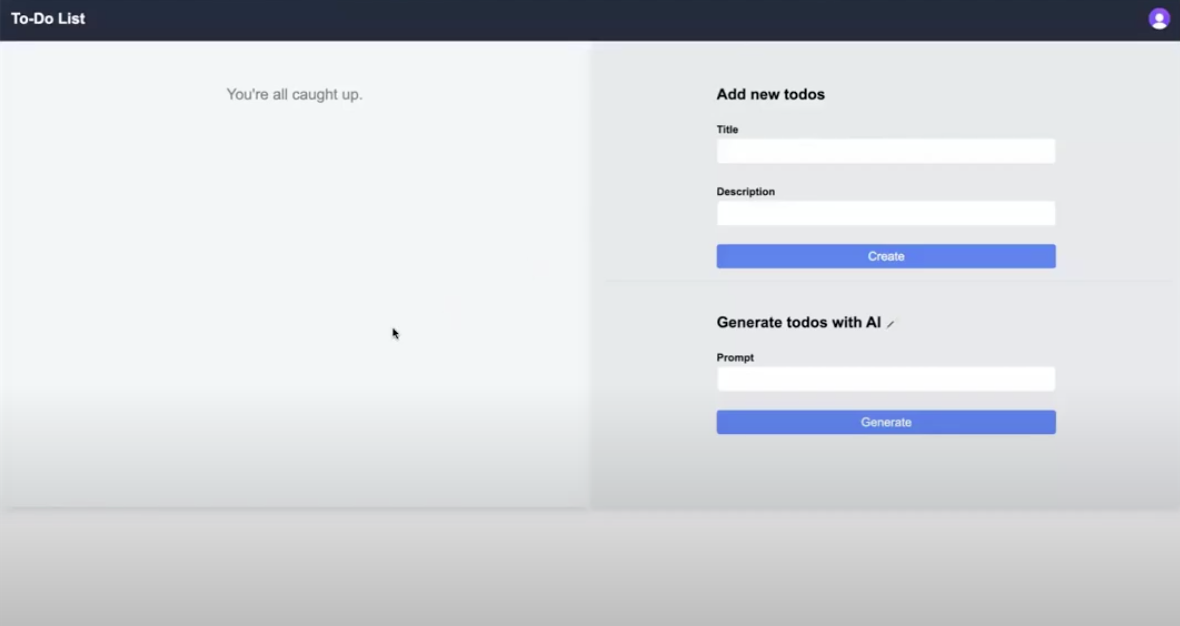 To-Do List
You're all caught up.
Add new todos
Title
Description
Create
Generate todos with AI
Prompt
Generate